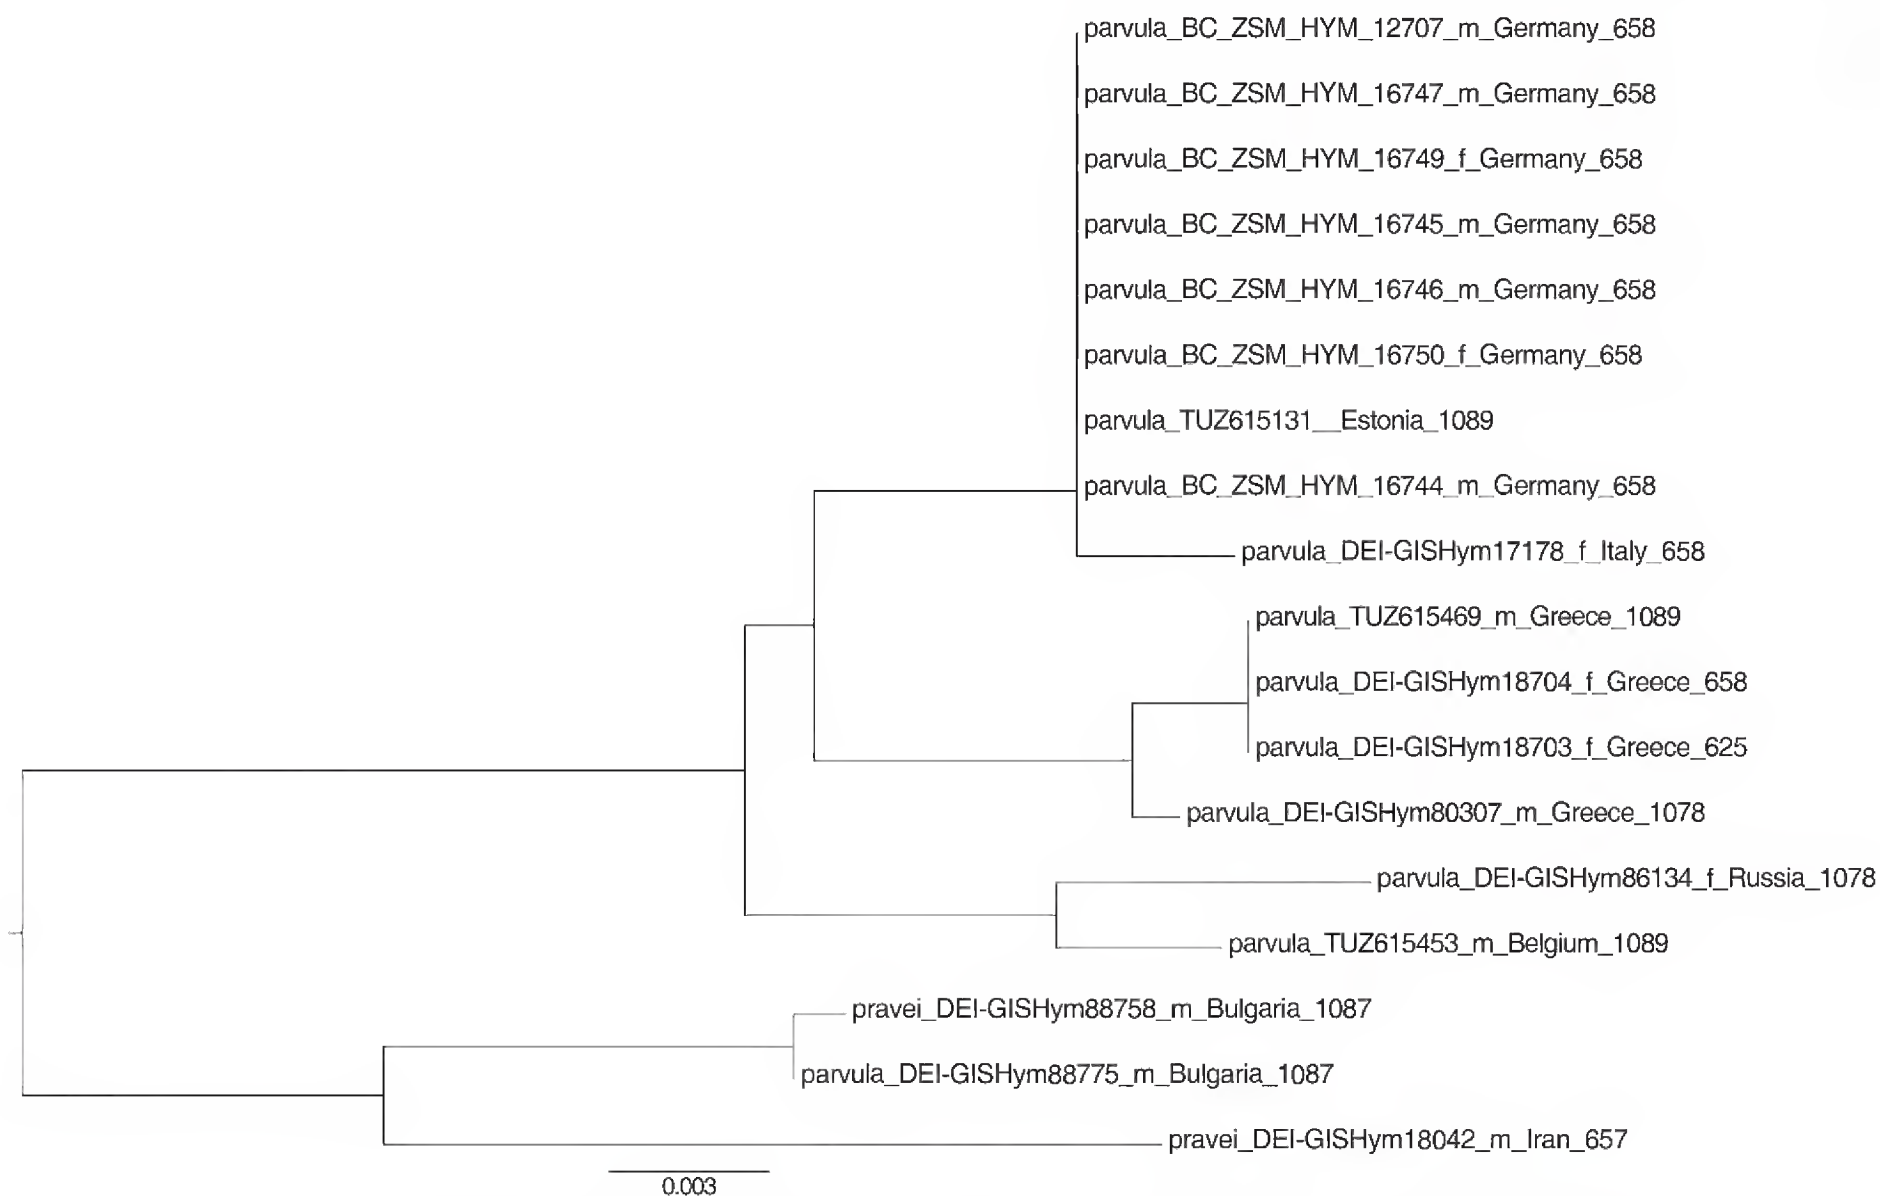 parvula_BC_ZSM_HYM_12707_m_Germany_658
parvula_BC_ZSM_HYM_16747_m_Germany_658
parvula_BC_ZSM_HYM_16749_f_Germany_658
parvula_BC_ZSM_HYM_16745_m_Germany_658
parvula_BC_ZSM_HYM_16746_m_Germany_658
parvula_BC_ZSM_HYM_16750_f_Germany_658
parvula_TUZ615131__Estonia_1089
parvula_BC_ZSM_HYM_16744_m_Germany_658
parvula_DEI-GISHym17178_f_Italy_658
parvula_TUZ615469_m_Greece_1089
parvula_DEI-GISHym18704_f_Greece_658
parvula_DEI-GISHym18703_f_Greece_625
parvula_DEI-GISHym80307_m_Greece_1078
parvula_DEI-GISHym86134_f_Russia_1078
parvula_TUZ615453_m_Belgium_1089
pravei_DEI-GISHym88758_m_Bulgaria_1087
parvula_DEI-GISHym88775_m_Bulgaria_1087
pravei_DEI-GISHym18042_m_Iran_657
0.003